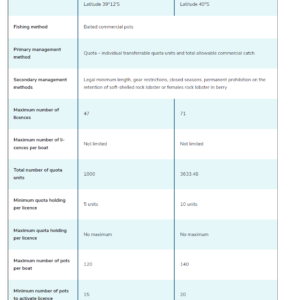 Latitude 39°12'S
Latitude 40°S
Fishing method
Baited commercial pots
Primary management
method
Quota – individual transferable quota units and total allowable commercial catch
Secondary management
methods
Legal minimum length, gear restrictions, closed seasons, permanent prohibition on the
retention of soft-shelled rock lobster or females rock lobster in berry
Maximum number of
licences
47
71
Maximum number of li-
cences per boat
Not limited
Not limited
Total number of quota
units
1000
3633.48
Minimum quota holding
per licence
5 units
10 units
Maximum quota holding
per licence
No maximum
No maximum
Maximum number of pots
per boat
120
140
Minimum number of pots
to activate licence
15
20